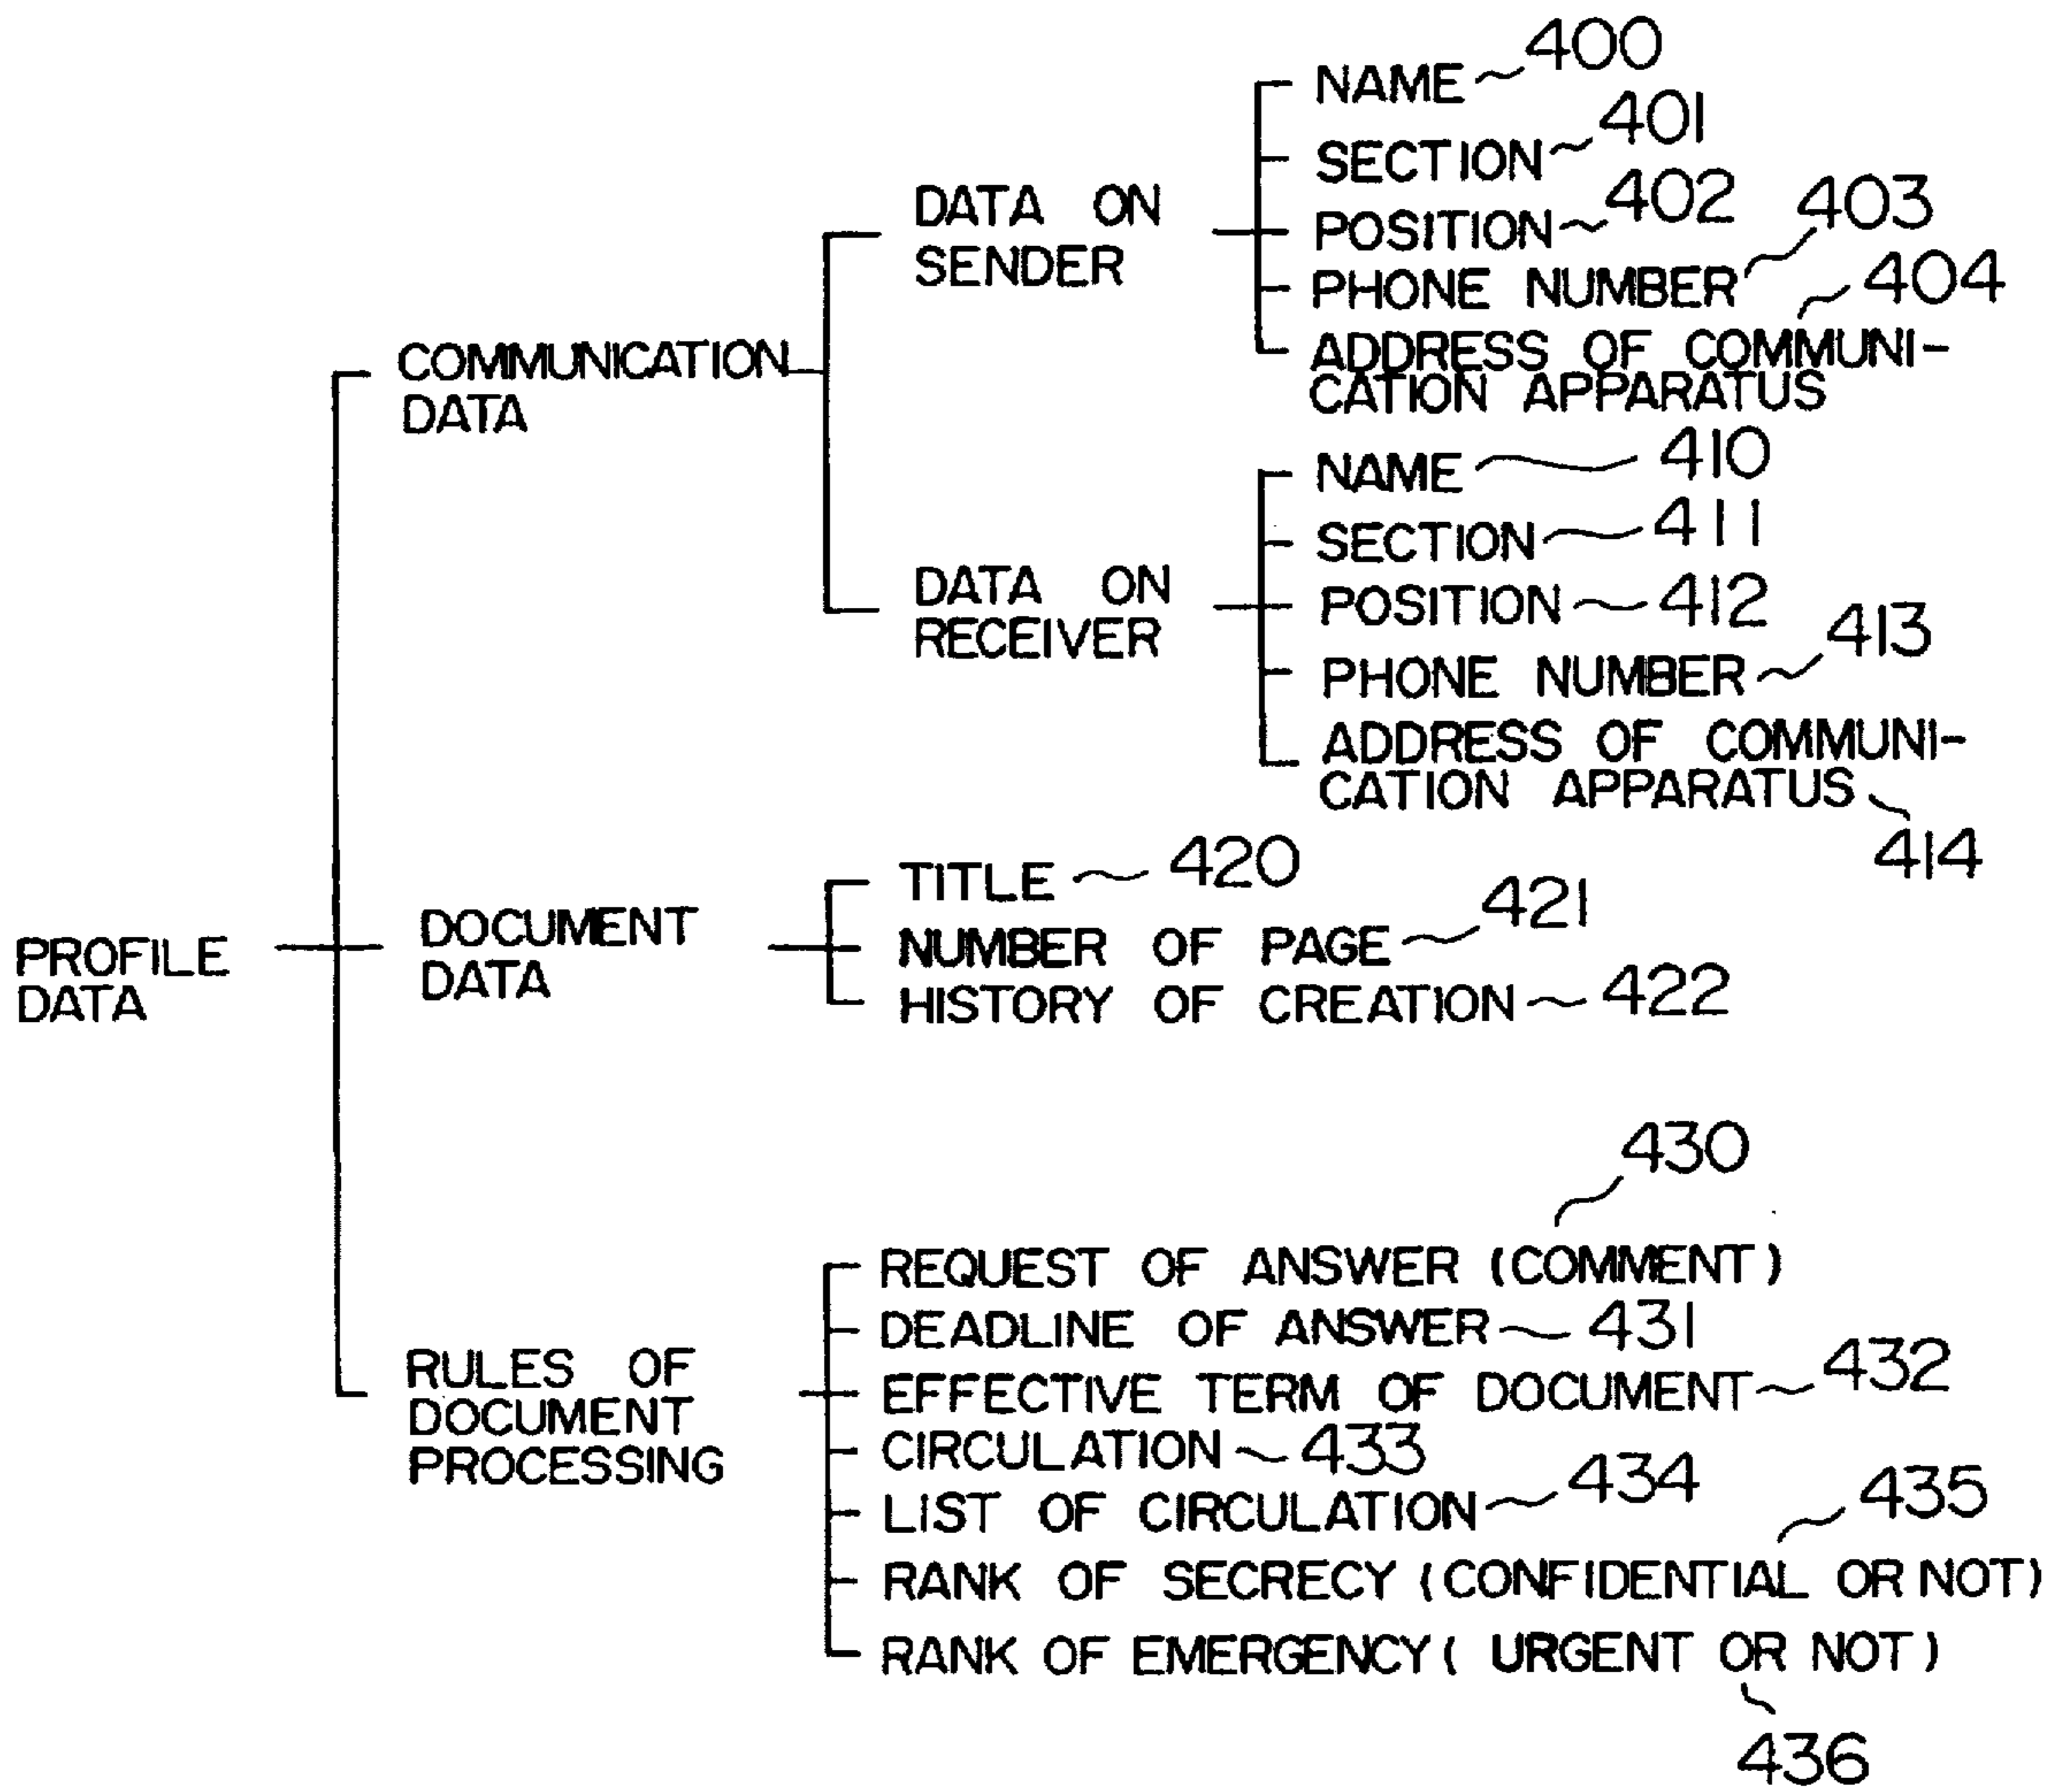 PROFILE
DATA
COMMUNICATION
DATA
DATA ON
SENDER
NAME 400
SECTION 401
POSITION 402
PHONE NUMBER 403
ADDRESS OF COMMUNI-
CATION APPARATUS
404
DATA ON
RECEIVER
NAME 410
SECTION 411
POSITION 412
PHONE NUMBER 413
ADDRESS OF COMMUNI-
CATION APPARATUS
414
DOCUMENT
DATA
TITLE 420
NUMBER OF PAGE 421
HISTORY OF CREATION 422
RULES OF
DOCUMENT
PROCESSING
430
REQUEST OF ANSWER (COMMENT)
DEADLINE OF ANSWER 431
EFFECTIVE TERM OF DOCUMENT 432
CIRCULATION 433
LIST OF CIRCULATION 434
435
RANK OF SECRECY (CONFIDENTIAL OR NOT)
RANK OF EMERGENCY ( URGENT OR NOT)
436